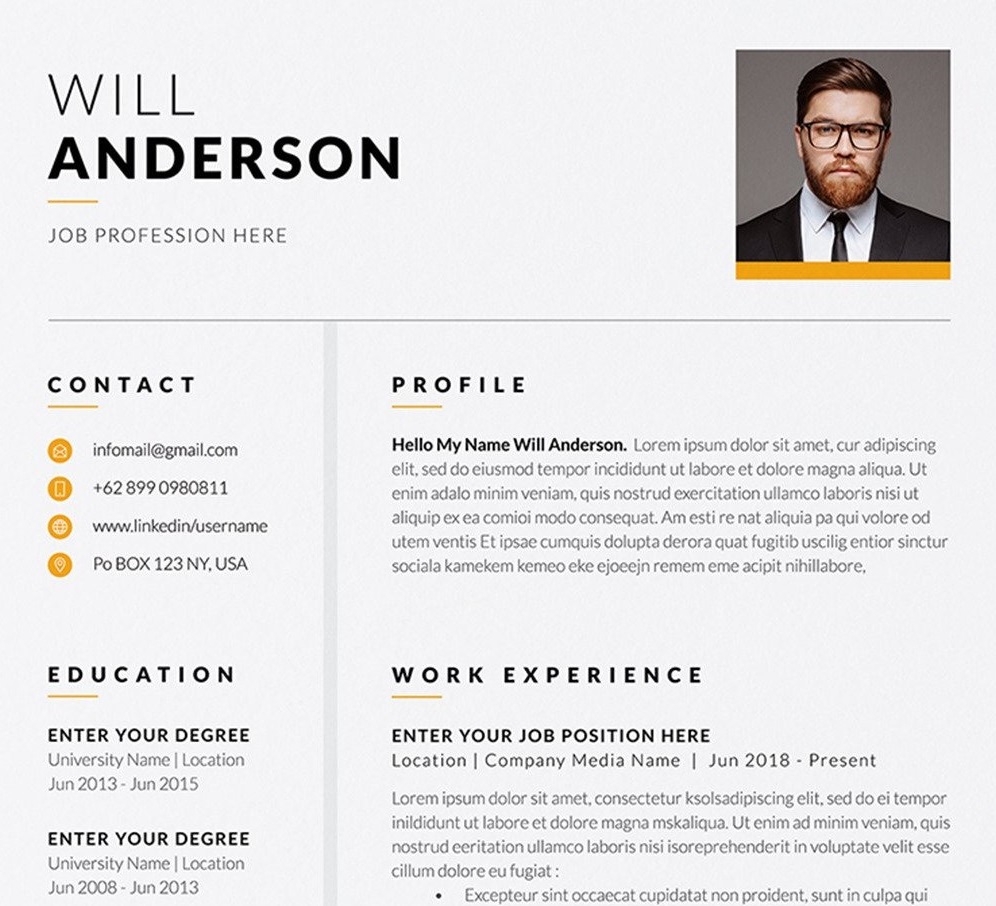 WILL
ANDERSON
JOB PROFESSION HERE
CONTACT
infomail@gmail.com
+62 899 0980811
www.linkedin/username
Po BOX 123 NY, USA
EDUCATION
ENTER YOUR DEGREE
University Name | Location
Jun 2013 - Jun 2015
ENTER YOUR DEGREE
University Name | Location
Jun 2008 - Jun 2013
PROFILE
Hello My Name Will Anderson. Lorem ipsum dolor sit amet, cur adipiscing
elit, sed do eiusmod tempor incididunt ut labore et dolore magna aliqua. Ut
enim adalo minim veniam, quis nostrud exercitation ullamco laboris nisi ut
aliquip ex ea comioi modo consequat. Am esti re nat aliquia pa qui volore od
utem ventis Et ipsae cumquis dolupta derora quat fugitib uscilig entior sinctur
sociala kamekem kemeo eke ejoeejn remem eme acipit nihillabore,
WORK EXPERIENCE
ENTER YOUR JOB POSITION HERE
Location | Company Media Name | Jun 2018 - Present
Lorem ipsum dolor sit amet, consectetur ksolsadipiscing elit, sed do ei tempor
inildidunt ut labore et dolore magna mskaliqua. Ut enim ad minim veniam, quis
nostrud eeritation ullamco laboris nisi isoreprehenderit in voluptate velit esse
cillum dolore eu fugiat :
• Excepteur sint occaecat cupidatat non proident, sunt in culpa qui